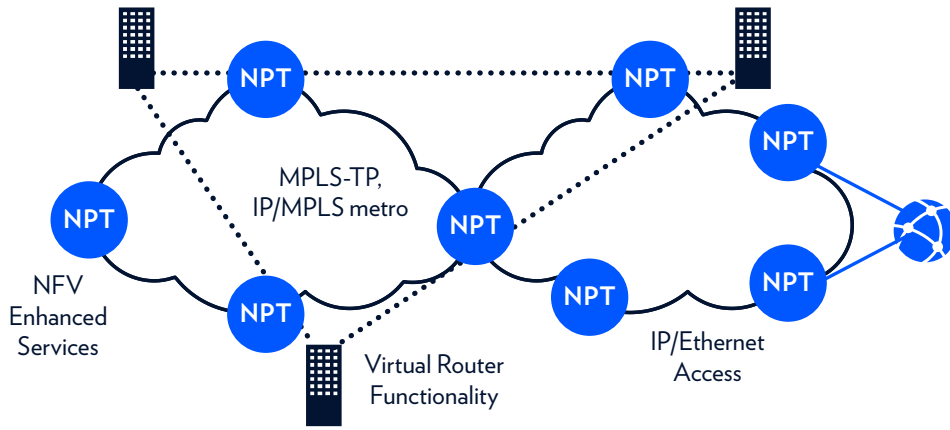 NPT
NPT
NPT
MPLS-TP,
IP/MPLS metro
NPT
NPT
NFV
Enhanced
Services
NPT
NPT
NPT
IP/Ethernet
Access
Virtual Router
Functionality